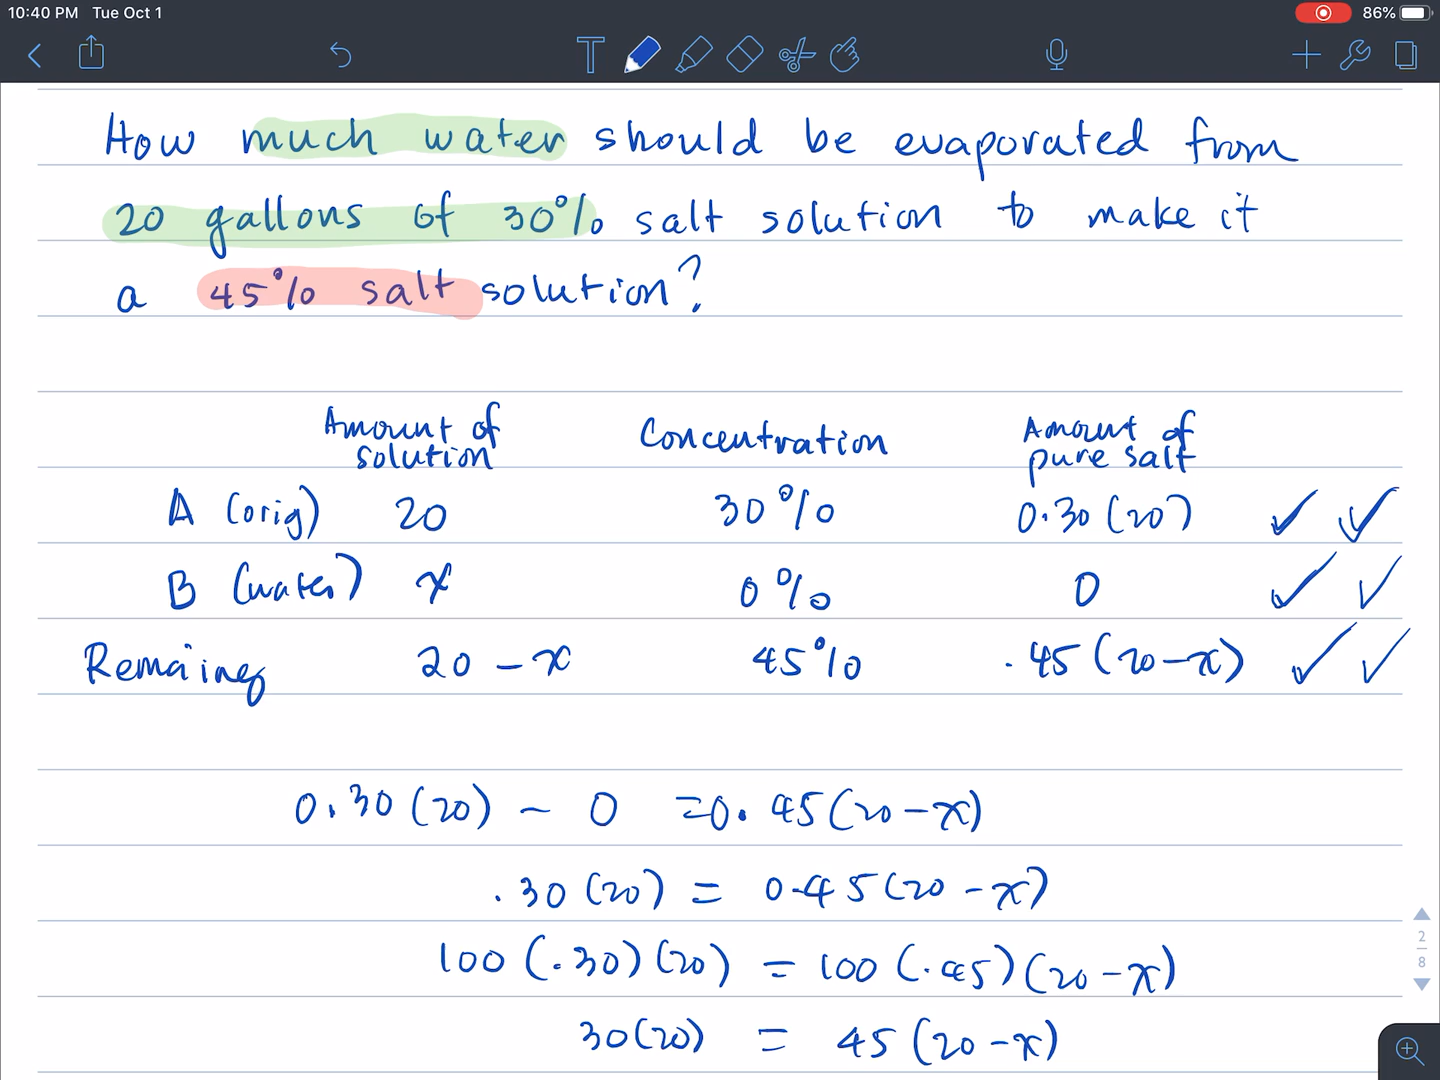 10:40 PM Tue Oct 1 86%
How much water should be evaporated from
20 gallons of 30% salt solution to make it
a 45% salt solution?
Amount of solution Concentration Amount of pure salt
A (orig) 20 30% 0.30(20)
B (water) x 0% 0
Remaining 20 - x 45% .45(20-x)
0.30(20) - 0 = 0.45(20-x)
.30(20) = 0.45(20-x)
100(.30)(20) = 100(.45)(20-x)
30(20) = 45(20-x)
2
8